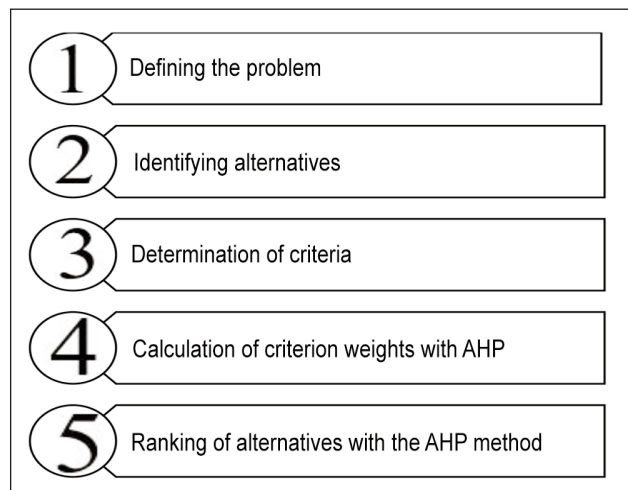 1 Defining the problem
2 Identifying alternatives
3 Determination of criteria
4 Calculation of criterion weights with AHP
5 Ranking of alternatives with the AHP method